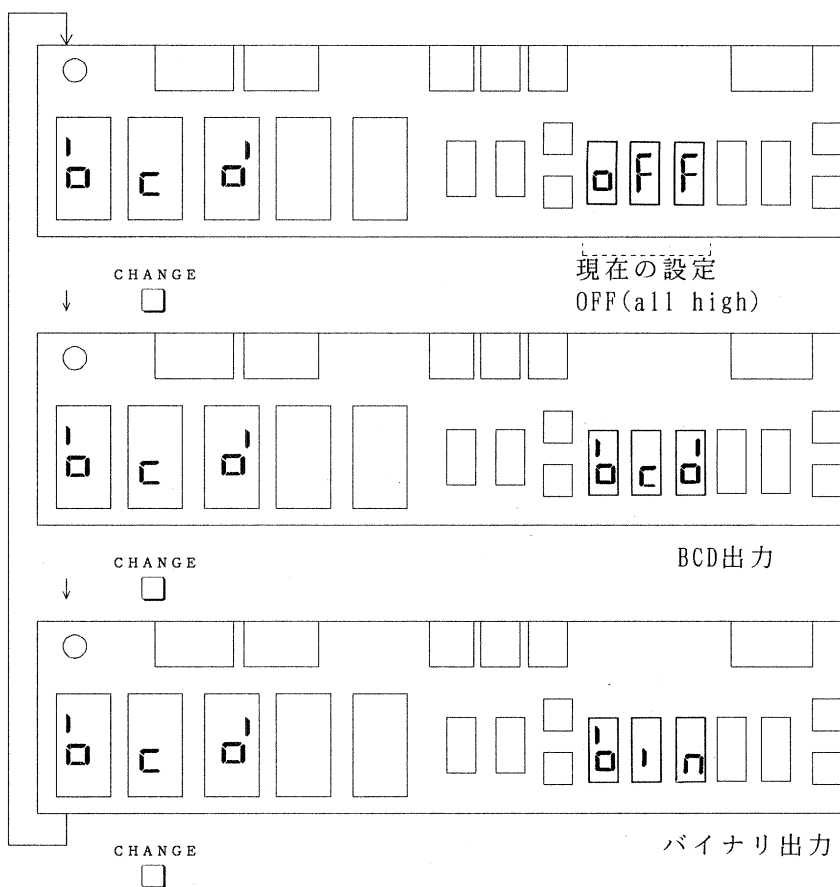 bcd oFF
現在の設定
OFF(all high)
CHANGE
bcd bcd
BCD出力
CHANGE
bcd bin
バイナリ出力
CHANGE